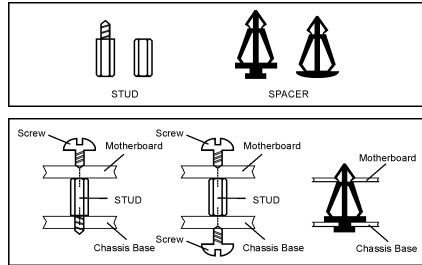 STUD SPACER
Screw Screw
Motherboard Motherboard Motherboard
STUD STUD
Chassis Base Screw Chassis Base Chassis Base